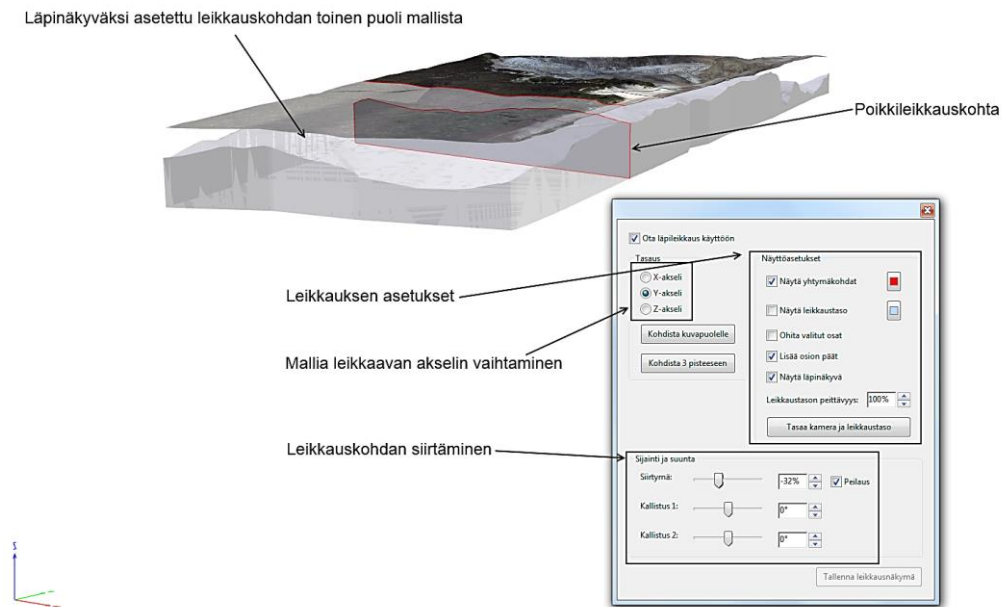 Läpinäkyväksi asetettu leikkauskohdan toinen puoli mallista
Poikkileikkauskohta
Ota läpileikkaus käyttöön
Tasaus
X-akseli
Y-akseli
Z-akseli
Kohdista kuvapuolelle
Kohdista 3 pisteeseen
Näyttöasetukset
Näytä yhtymäkohdat
Näytä leikkaustaso
Ohita valitut osat
Lisää osion päät
Näytä läpinäkyvä
Leikkaustason peittävyys: 100%
Tasaa kamera ja leikkaustaso
Leikkauksen asetukset
Mallia leikkaavan akselin vaihtaminen
Leikkauskohdan siirtäminen
Sijainti ja suunta
Siirtymä: -32% Peilaus
Kallistus 1: 0°
Kallistus 2: 0°
Tallenna leikkausnäkymä